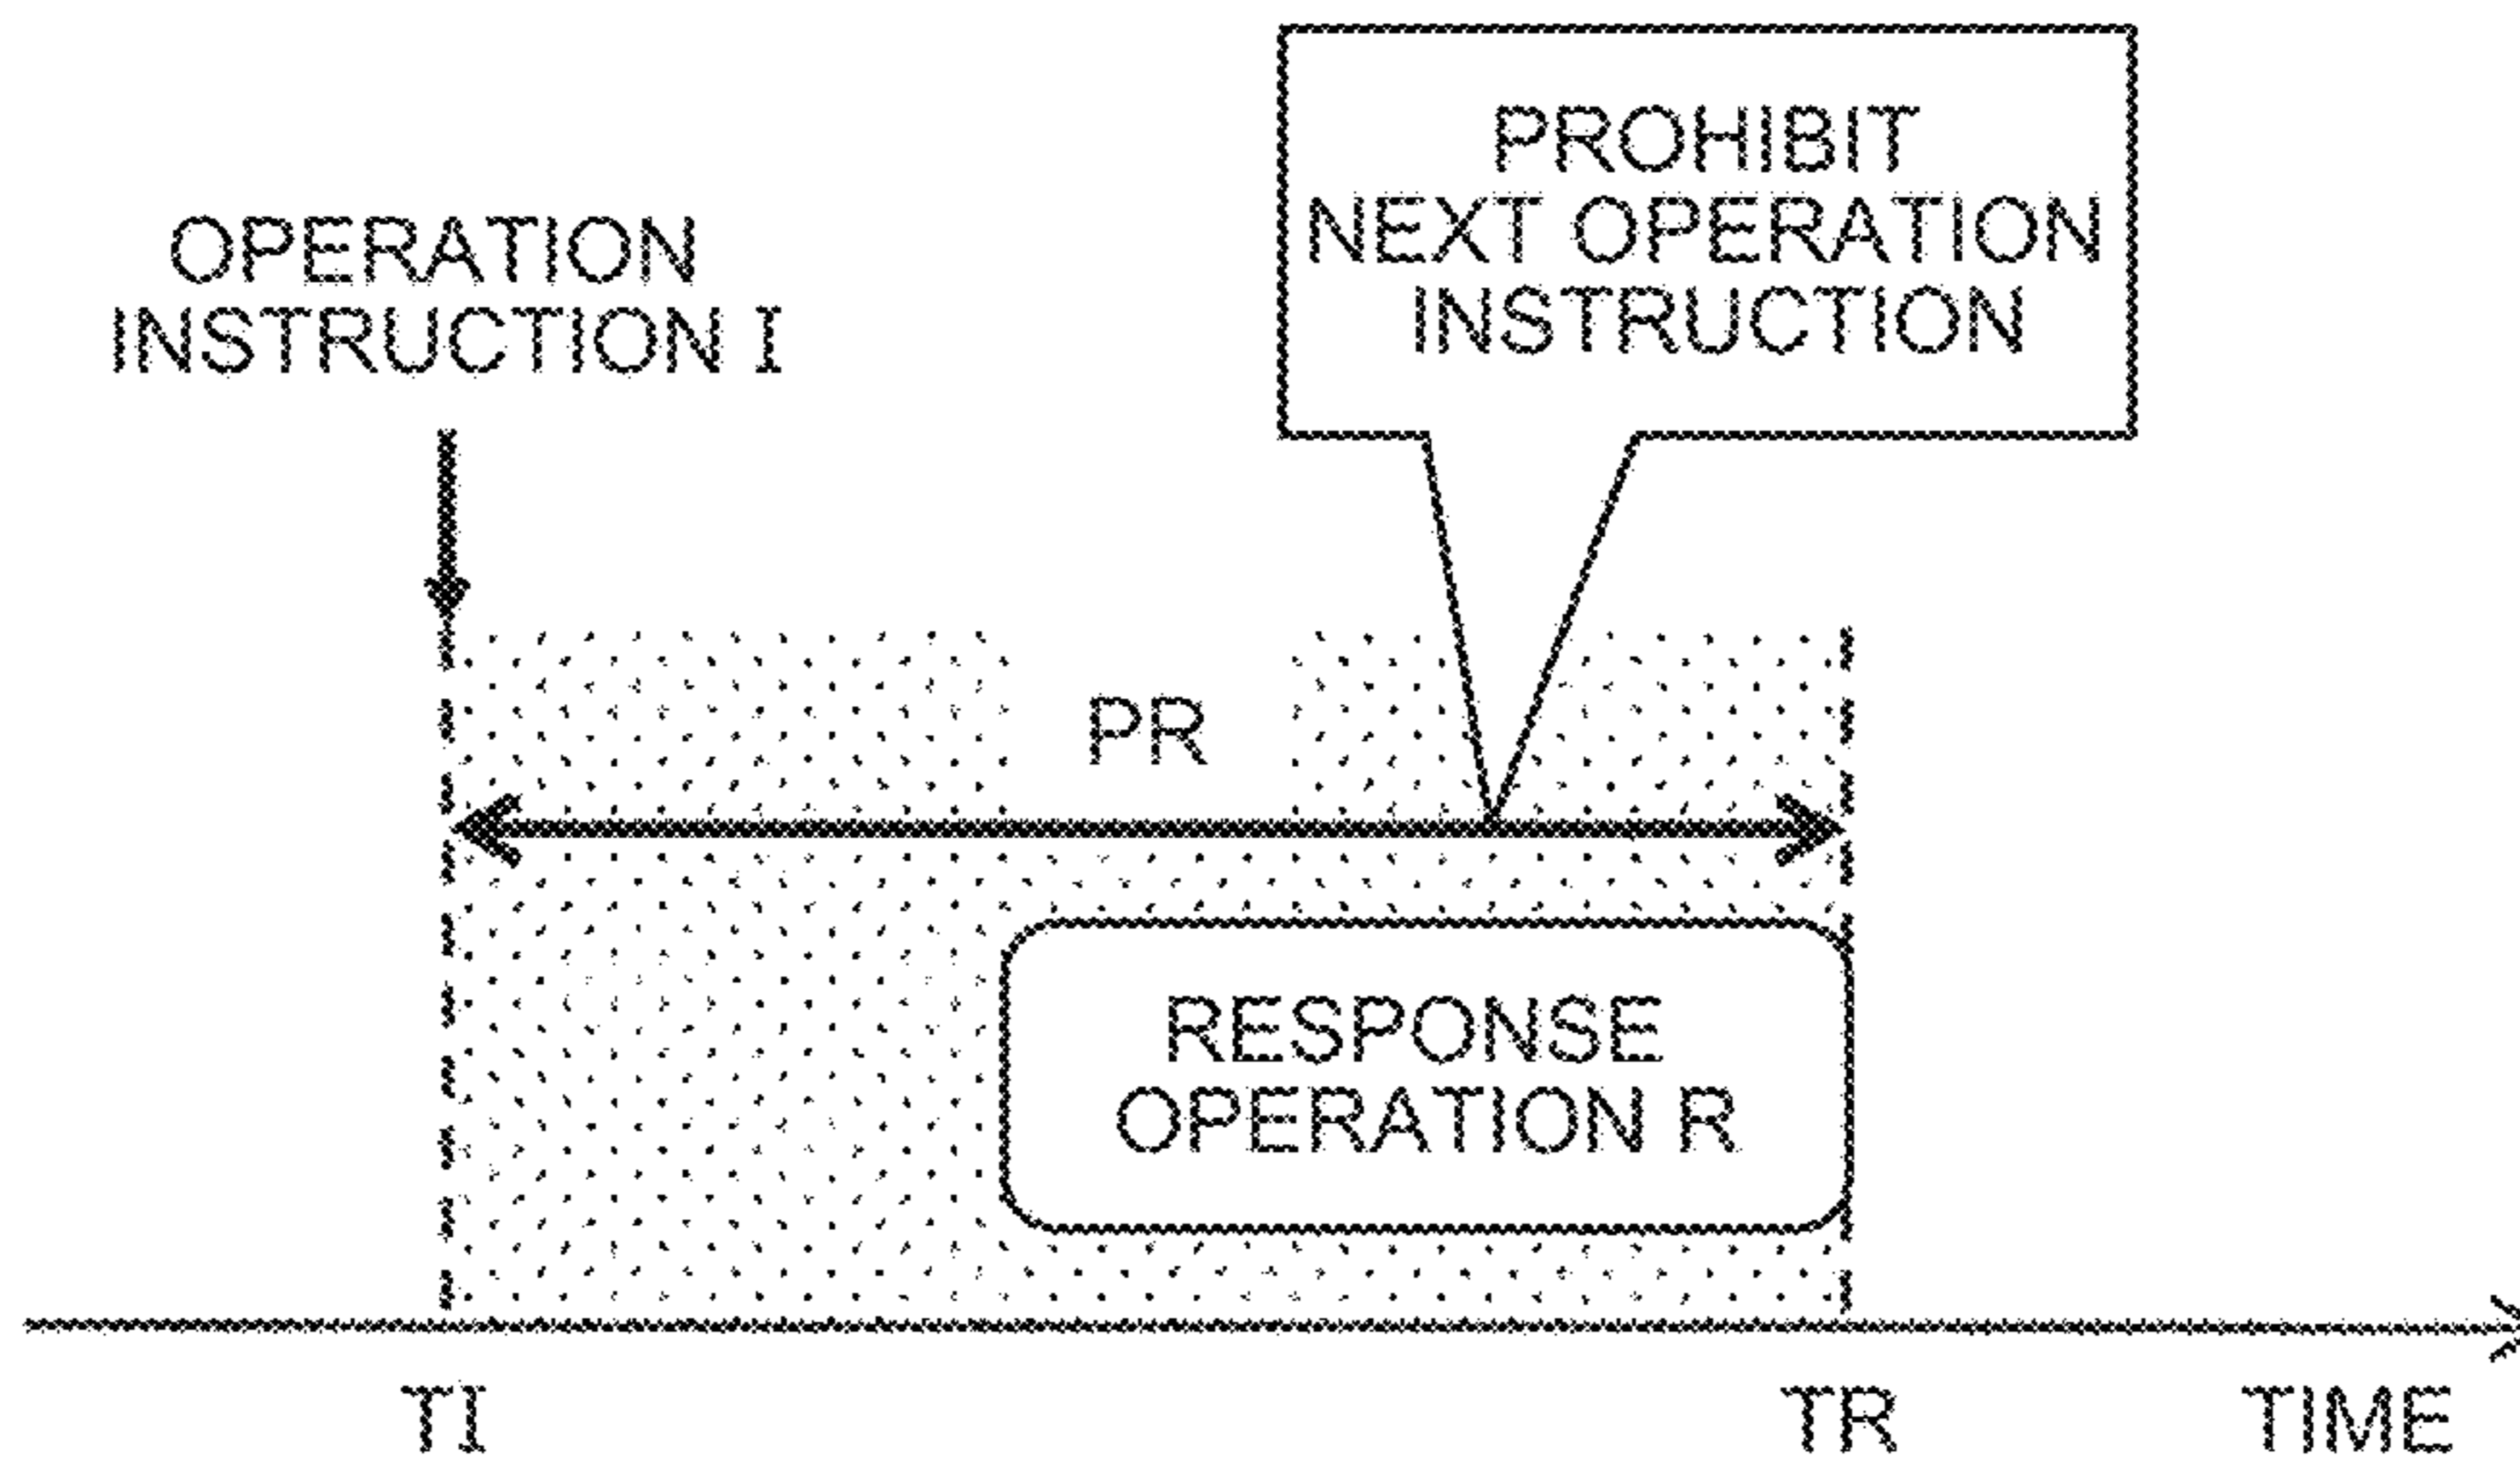 PROHIBIT
NEXT OPERATION
INSTRUCTION
OPERATION
INSTRUCTION I
PR
RESPONSE
OPERATION R
TI
TR
TIME